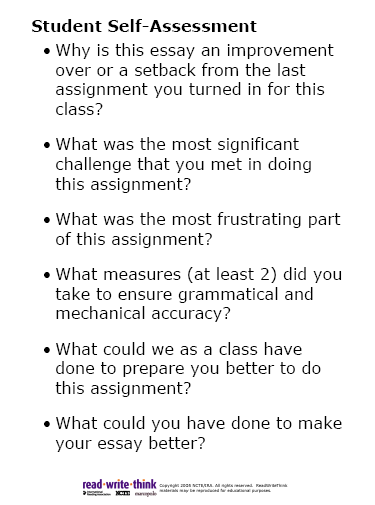 Student Self-Assessment
• Why is this essay an improvement
over or a setback from the last
assignment you turned in for this
class?
• What was the most significant
challenge that you met in doing
this assignment?
• What was the most frustrating part
of this assignment?
• What measures (at least 2) did you
take to ensure grammatical and
mechanical accuracy?
• What could we as a class have
done to prepare you better to do
this assignment?
• What could you have done to make
your essay better?
read•write•think
Copyright 2006 NCTE/IRA. All rights reserved. ReadWriteThink
NCTE marcopolo materials may be reproduced for educational purposes.